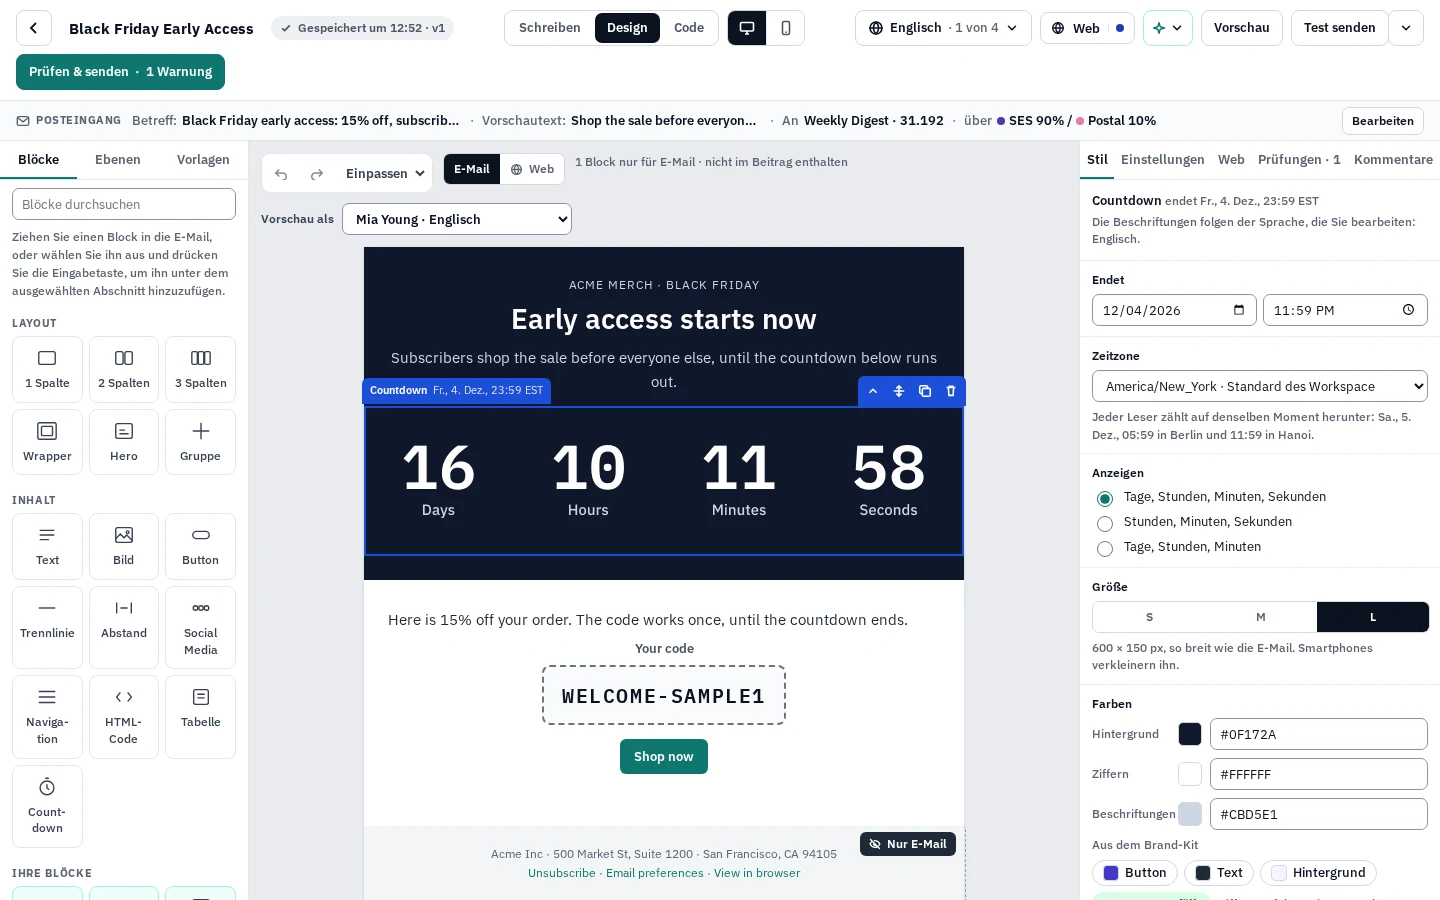 Black Friday Early Access
Gespeichert um 12:52 · v1
Schreiben
Design
Code
Englisch · 1 von 4
Web
Vorschau
Test senden
Prüfen & senden · 1 Warnung
POSTEINGANG
Betreff: Black Friday early access: 15% off, subscrib…
· Vorschautext: Shop the sale before everyon…
· An Weekly Digest · 31.192
· über SES 90% / Postal 10%
Bearbeiten
Blöcke
Ebenen
Vorlagen
Blöcke durchsuchen
Ziehen Sie einen Block in die E-Mail,
oder wählen Sie ihn aus und drücken
Sie die Eingabetaste, um ihn unter dem
ausgewählten Abschnitt hinzuzufügen.
LAYOUT
1 Spalte
2 Spalten
3 Spalten
Wrapper
Hero
Gruppe
INHALT
Text
Bild
Button
Trennlinie
Abstand
Social
Media
Naviga-
tion
HTML-
Code
Tabelle
Count-
down
IHRE BLÖCKE
Einpassen
E-Mail
Web
1 Block nur für E-Mail · nicht im Beitrag enthalten
Vorschau als
Mia Young · Englisch
ACME MERCH · BLACK FRIDAY
Early access starts now
Subscribers shop the sale before everyone else, until the countdown below runs
out.
Countdown Fr., 4. Dez., 23:59 EST
16 10 11 58
Days Hours Minutes Seconds
Here is 15% off your order. The code works once, until the countdown ends.
Your code
WELCOME-SAMPLE1
Shop now
Nur E-Mail
Acme Inc · 500 Market St, Suite 1200 · San Francisco, CA 94105
Unsubscribe · Email preferences · View in browser
Stil
Einstellungen
Web
Prüfungen · 1
Kommentare
Countdown endet Fr., 4. Dez., 23:59 EST
Die Beschriftungen folgen der Sprache, die Sie bearbeiten:
Englisch.
Endet
12/04/2026
11:59 PM
Zeitzone
America/New_York · Standard des Workspace
Jeder Leser zählt auf denselben Moment herunter: Sa., 5.
Dez., 05:59 in Berlin und 11:59 in Hanoi.
Anzeigen
Tage, Stunden, Minuten, Sekunden
Stunden, Minuten, Sekunden
Tage, Stunden, Minuten
Größe
S
M
L
600 × 150 px, so breit wie die E-Mail. Smartphones
verkleinern ihn.
Farben
Hintergrund
#0F172A
Ziffern
#FFFFFF
Beschriftungen
#CBD5E1
Aus dem Brand-Kit
Button
Text
Hintergrund